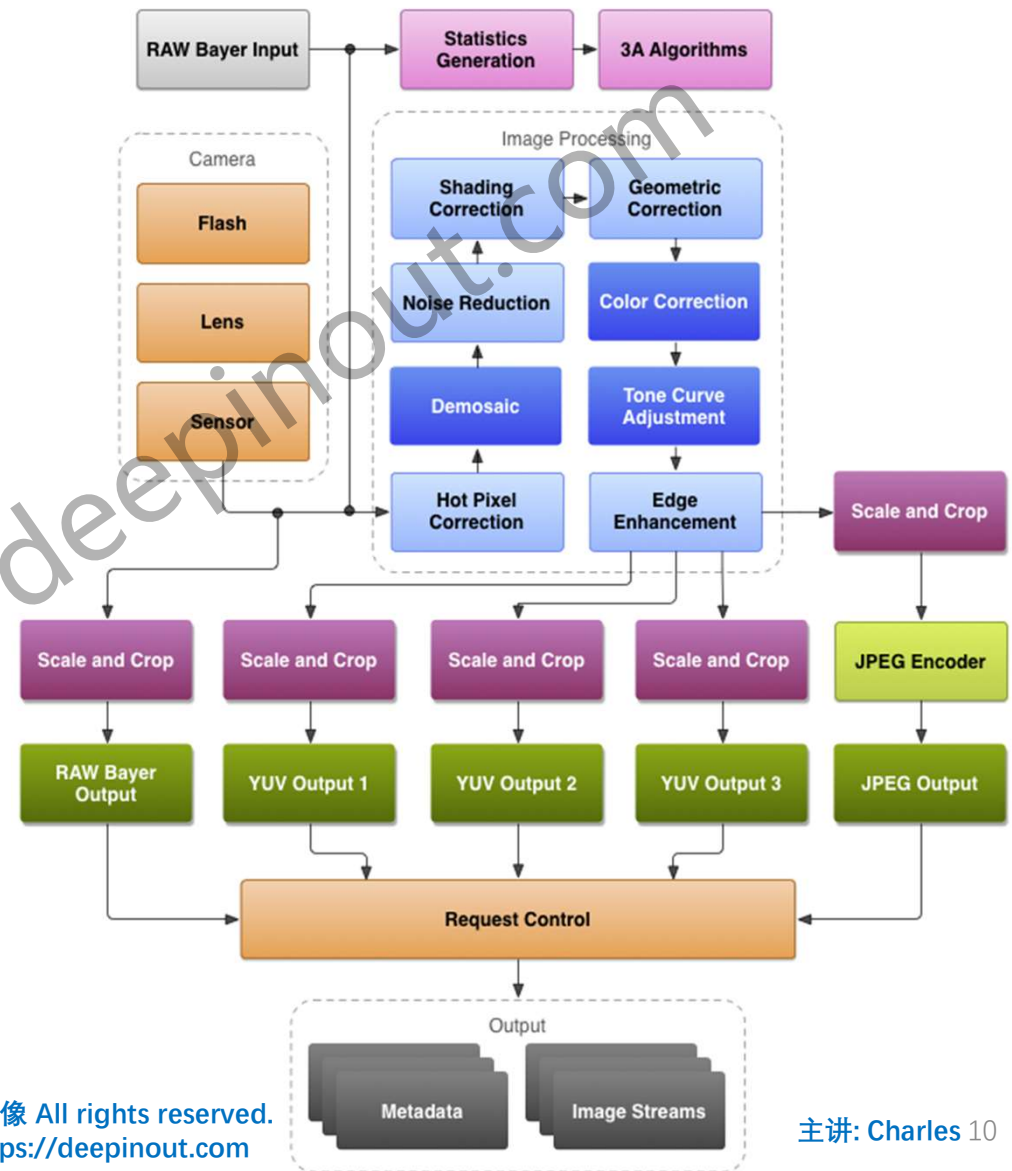 RAW Bayer Input
Statistics
Generation
3A Algorithms
Camera
Flash
Lens
Sensor
Image Processing
Shading
Correction
Geometric
Correction
Noise Reduction
Color Correction
Demosaic
Tone Curve
Adjustment
Hot Pixel
Correction
Edge
Enhancement
Scale and Crop
Scale and Crop
Scale and Crop
Scale and Crop
Scale and Crop
JPEG Encoder
RAW Bayer
Output
YUV Output 1
YUV Output 2
YUV Output 3
JPEG Output
Request Control
Output
Metadata
Image Streams
deepinout.com
像 All rights reserved.
ps://deepinout.com
主讲: Charles 10